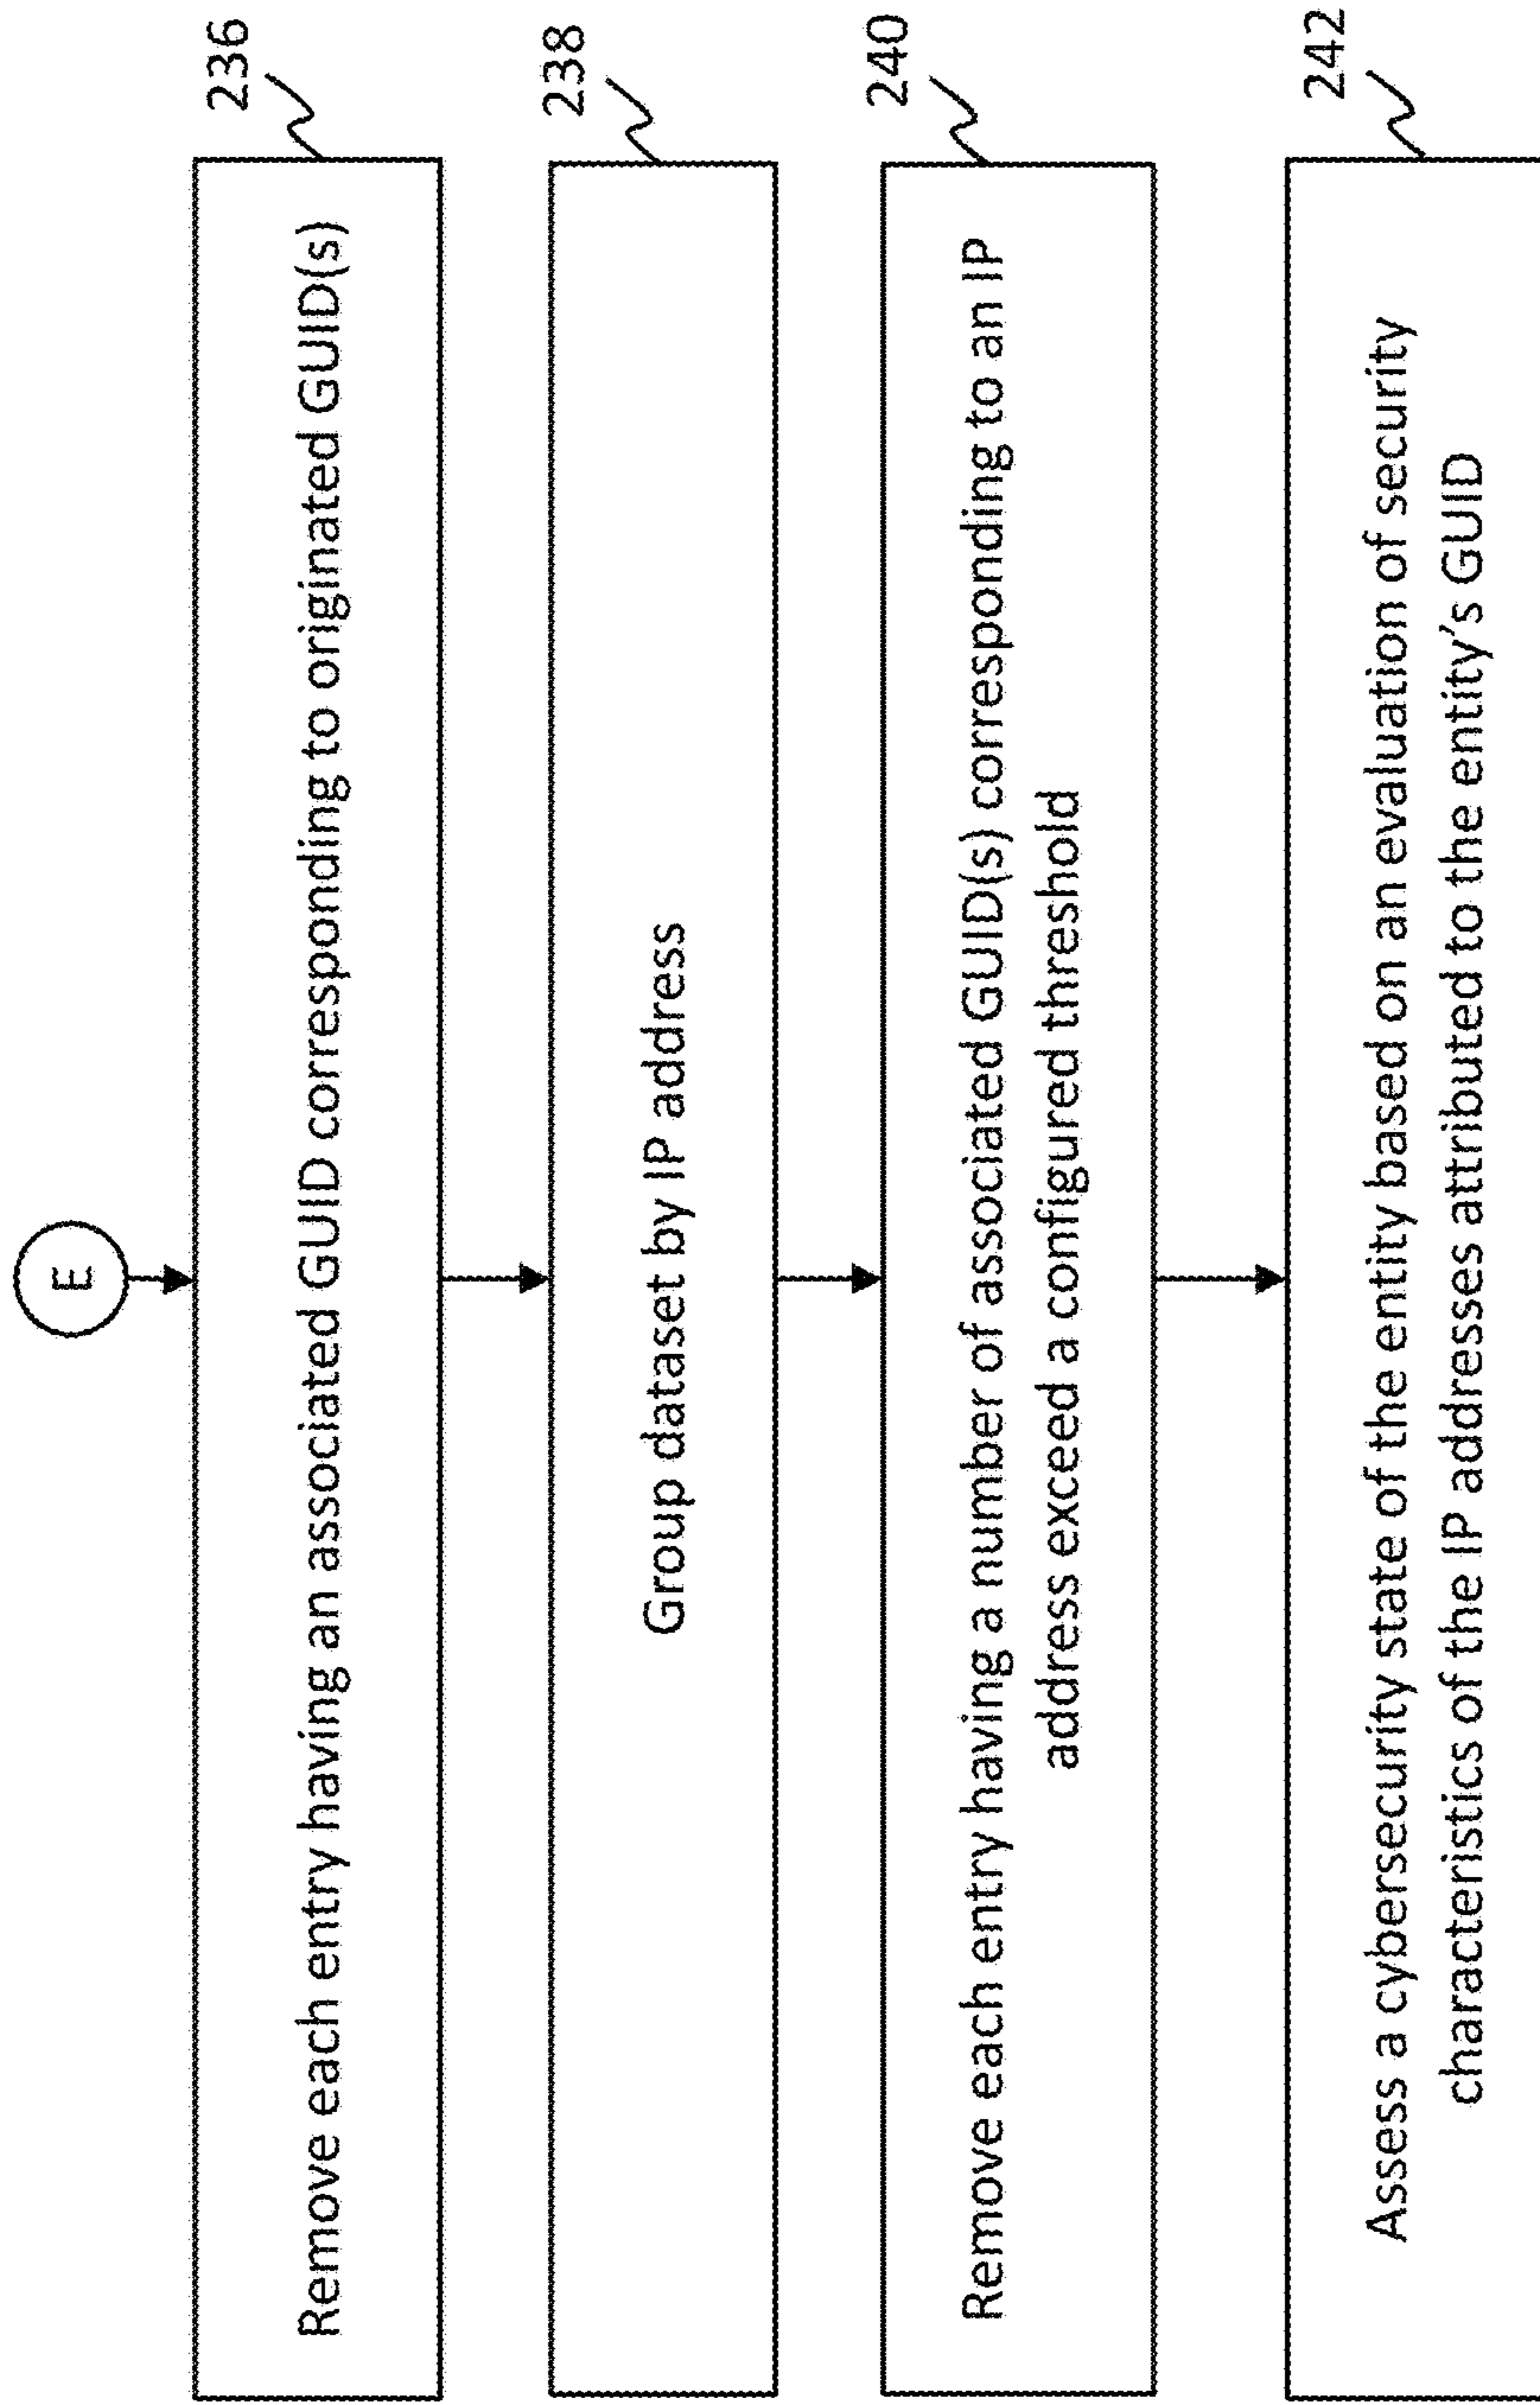 E
236
Remove each entry having an associated GUID corresponding to originated GUID(s)
238
Group dataset by IP address
240
Remove each entry having a number of associated GUID(s) corresponding to an IP
address exceed a configured threshold
242
Assess a cybersecurity state of the entity based on an evaluation of security
characteristics of the IP addresses attributed to the entity's GUID